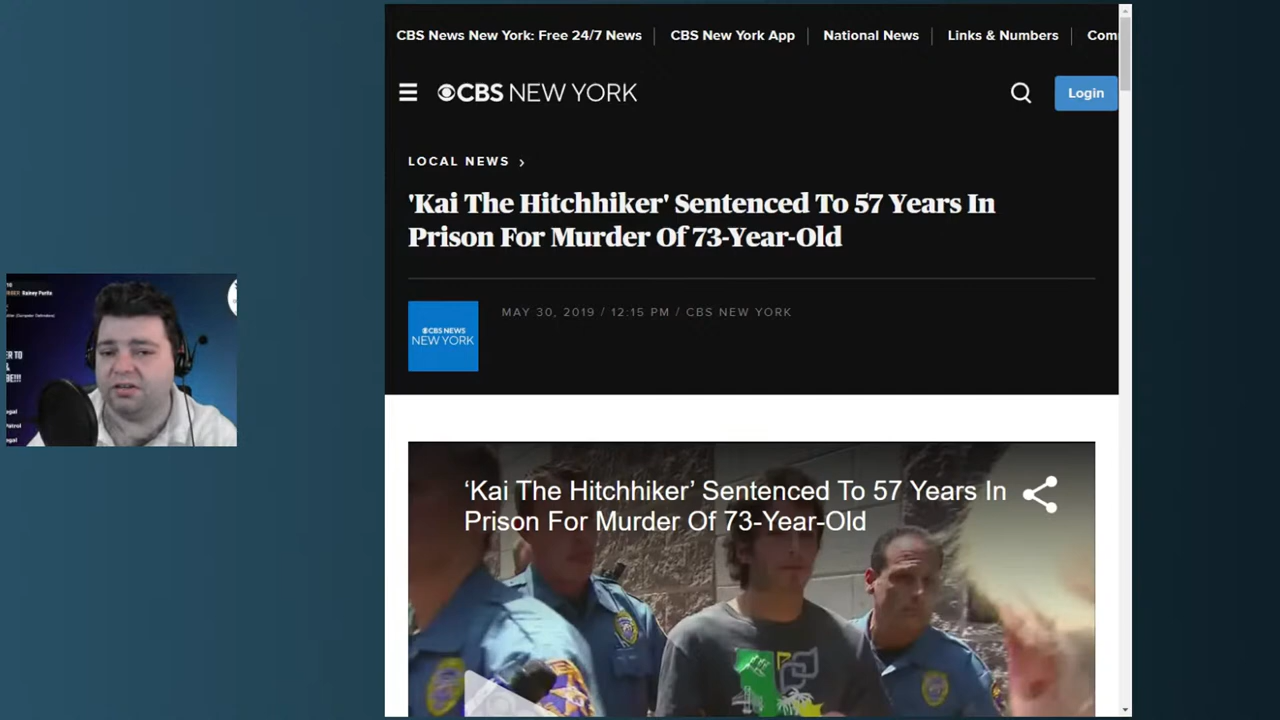 CBS News New York: Free 24/7 News
CBS New York App
National News
Links & Numbers
Com
CBS NEW YORK
Login
LOCAL NEWS ›
'Kai The Hitchhiker' Sentenced To 57 Years In
Prison For Murder Of 73-Year-Old
CBS NEWS
NEW YORK
MAY 30, 2019 / 12:15 PM / CBS NEW YORK
‘Kai The Hitchhiker’ Sentenced To 57 Years In
Prison For Murder Of 73-Year-Old